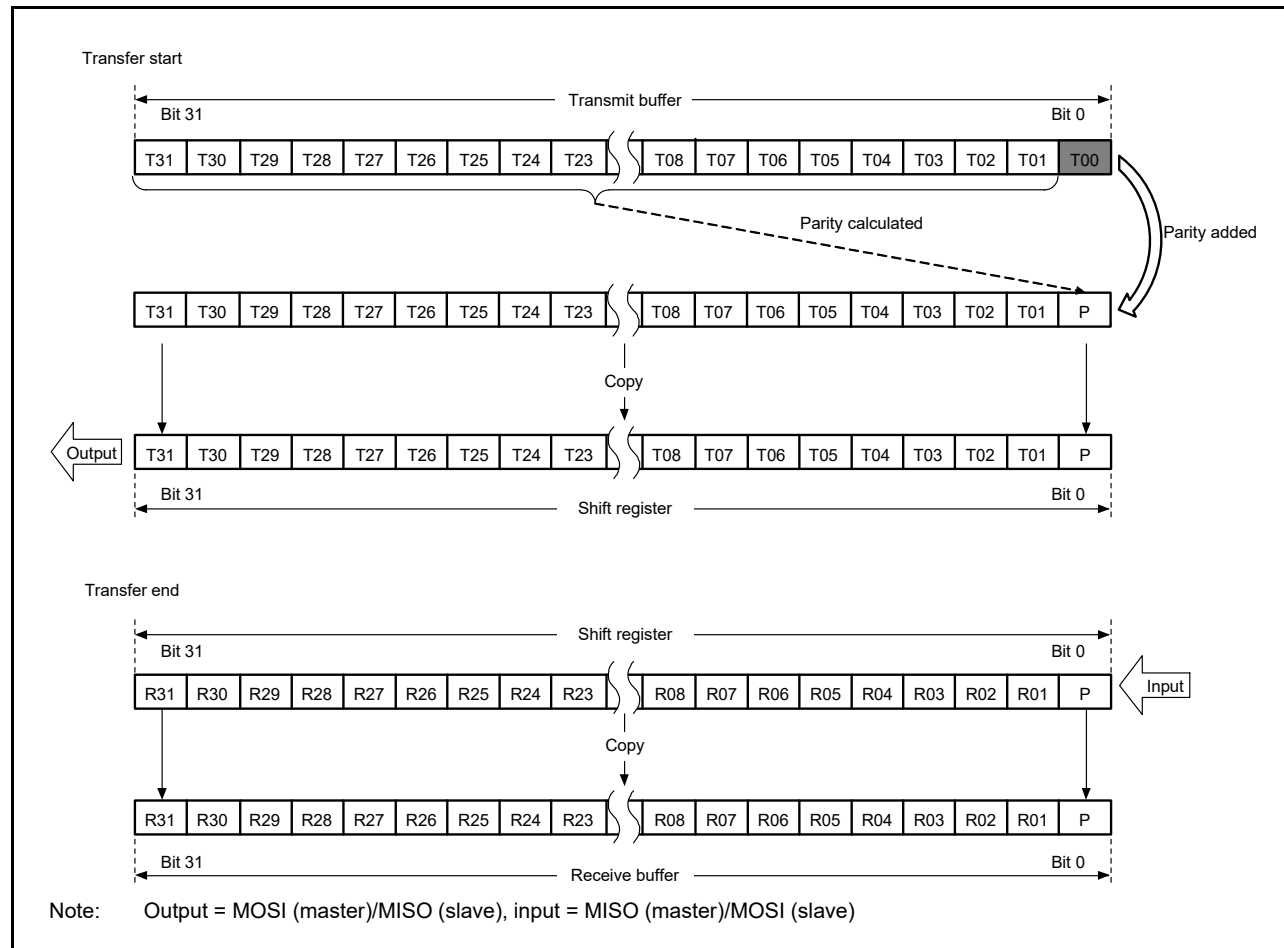 Transfer start
Transmit buffer
Bit 31 Bit 0
T31 T30 T29 T28 T27 T26 T25 T24 T23 T08 T07 T06 T05 T04 T03 T02 T01 T00
Parity calculated
Parity added
T31 T30 T29 T28 T27 T26 T25 T24 T23 T08 T07 T06 T05 T04 T03 T02 T01 P
Copy
Output T31 T30 T29 T28 T27 T26 T25 T24 T23 T08 T07 T06 T05 T04 T03 T02 T01 P
Bit 31 Bit 0
Shift register
Transfer end
Shift register
Bit 31 Bit 0
R31 R30 R29 R28 R27 R26 R25 R24 R23 R08 R07 R06 R05 R04 R03 R02 R01 P Input
Copy
R31 R30 R29 R28 R27 R26 R25 R24 R23 R08 R07 R06 R05 R04 R03 R02 R01 P
Bit 31 Bit 0
Receive buffer
Note: Output = MOSI (master)/MISO (slave), input = MISO (master)/MOSI (slave)